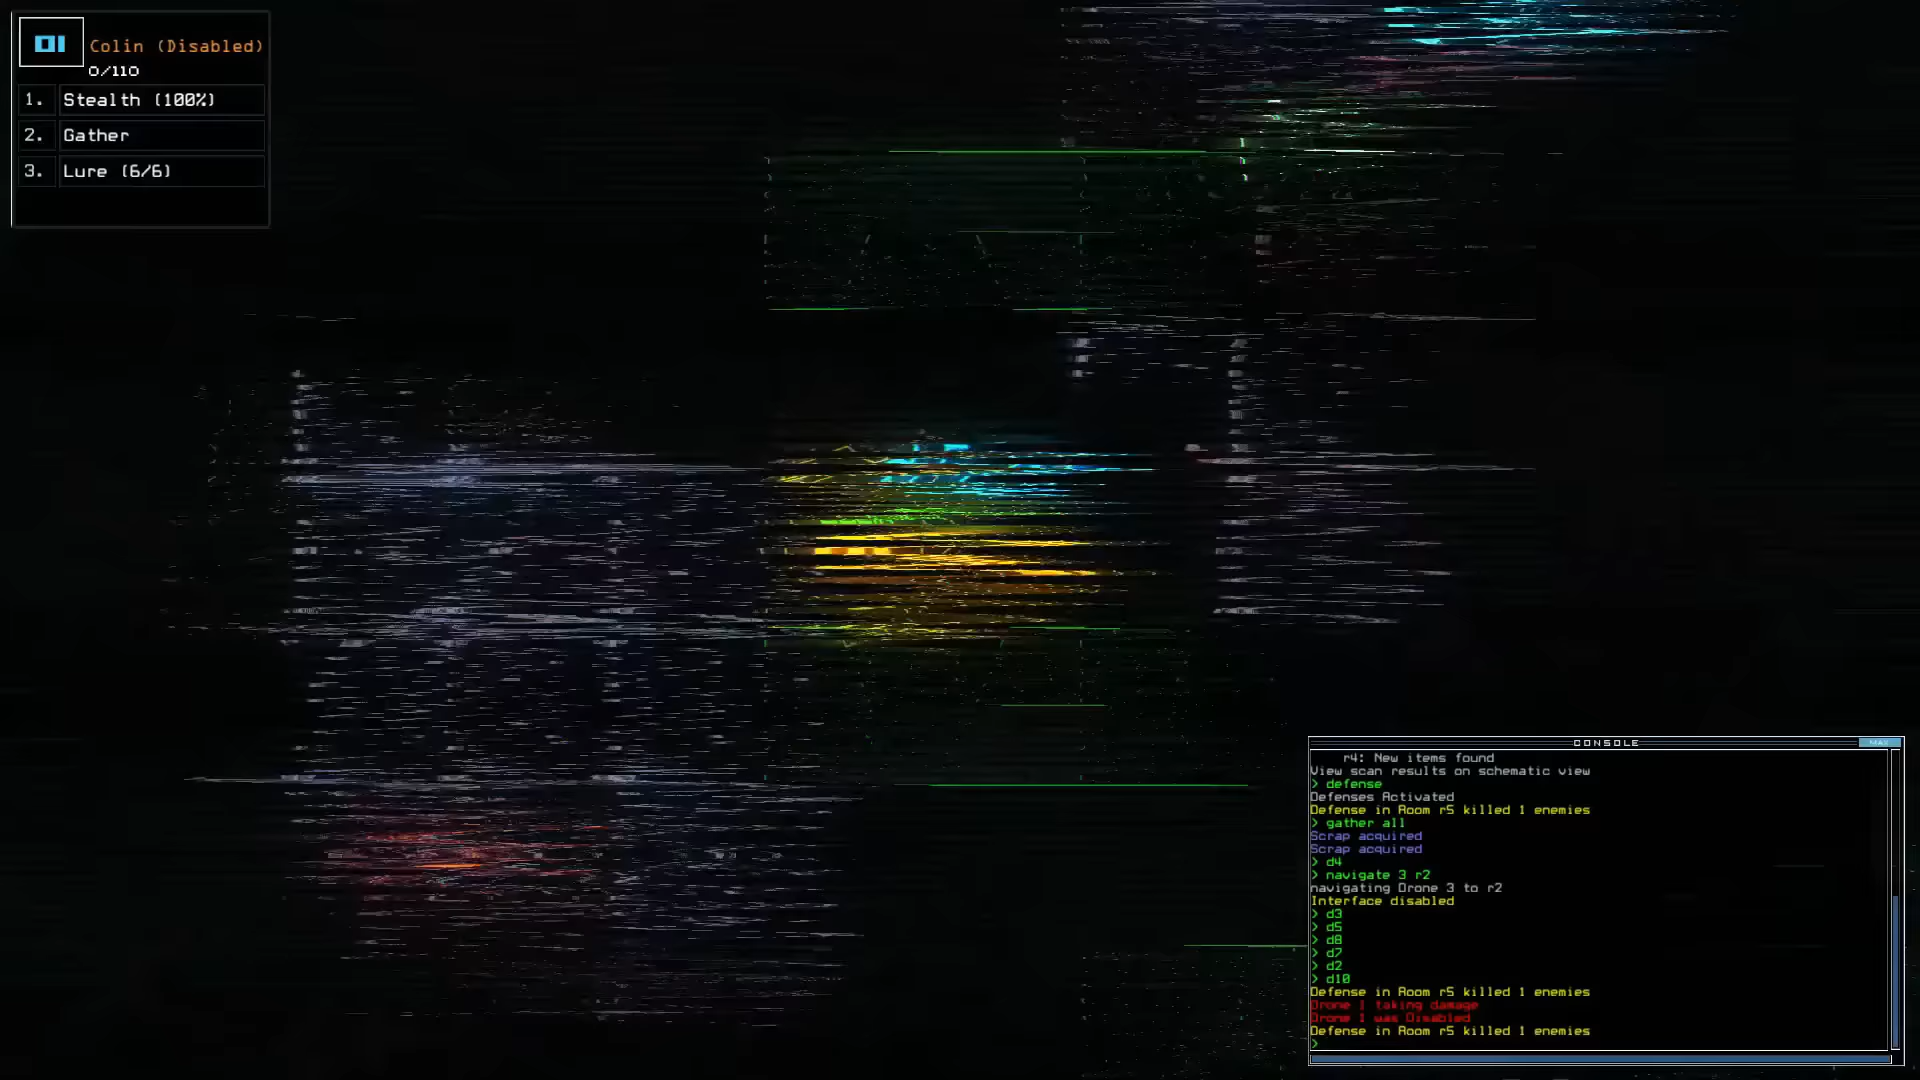 01 Colin (Disabled)
0/110
1. Stealth (100%)
2. Gather
3. Lure (6/6)
CONSOLE
MAX
r4: New items found
View scan results on schematic view
> defense
Defenses Activated
Defense in Room r5 killed 1 enemies
> gather all
Scrap acquired
Scrap acquired
> d4
> navigate 3 r2
navigating Drone 3 to r2
Interface disabled
> d3
> d5
> d8
> d7
> d2
> d10
Defense in Room r5 killed 1 enemies
Drone 1 taking damage
Drone 1 was Disabled
Defense in Room r5 killed 1 enemies
>